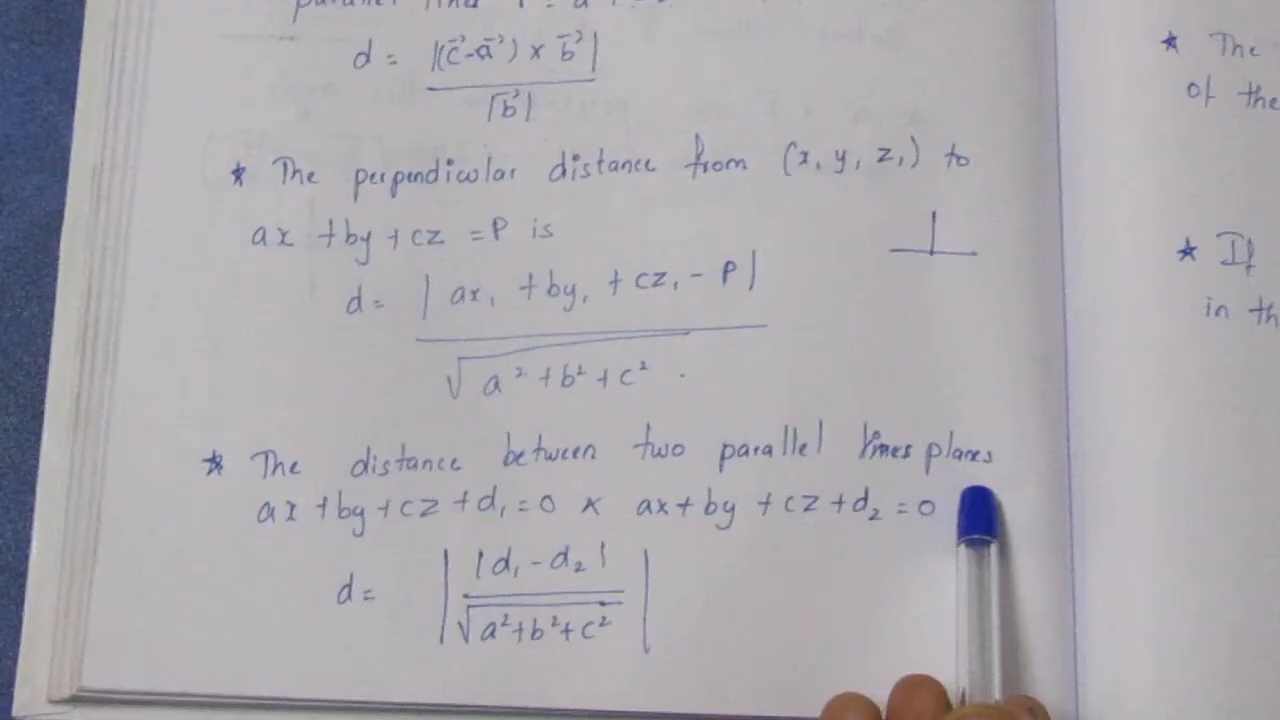 d = |(c⃗-a⃗) × b⃗|
|b⃗|
* The perpendicular distance from (x₁ y₁ z₁) to
ax + by + cz = P is
d = | ax₁ + by₁ + cz₁ - P |
√a² + b² + c² .
* The distance between two parallel planes
ax + by + cz + d₁ = 0 & ax + by + cz + d₂ = 0
d = | |d₁ - d₂|
√a²+b²+c² |
* The
of the
* If
in th